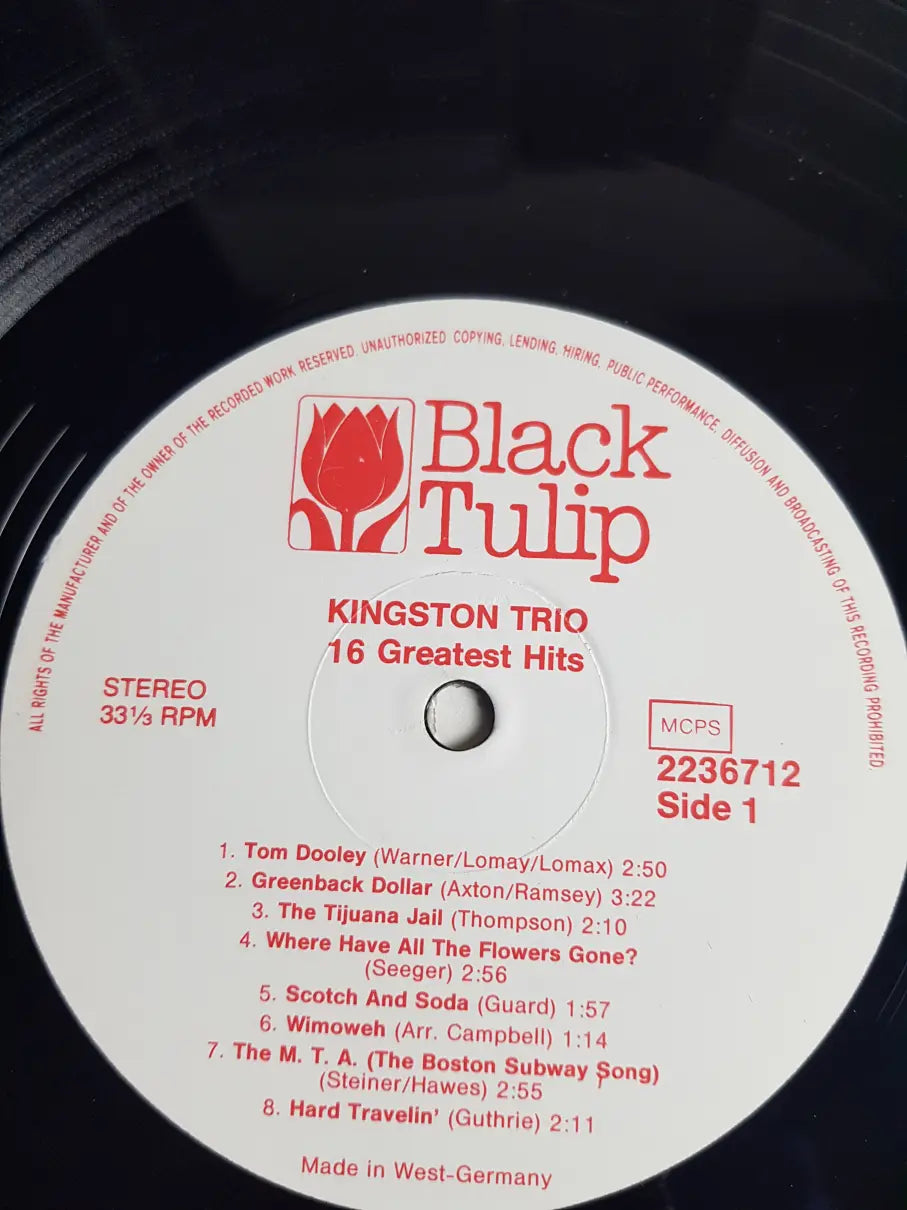 ALL RIGHTS OF THE MANUFACTURER AND OF THE OWNER OF THE RECORDED WORK RESERVED. UNAUTHORIZED COPYING, LENDING, HIRING, PUBLIC PERFORMANCE, DIFFUSION AND BROADCASTING OF THIS RECORDING PROHIBITED.
Black
Tulip
KINGSTON TRIO
16 Greatest Hits
STEREO
33⅓ RPM
MCPS
2236712
Side 1
1. Tom Dooley (Warner/Lomay/Lomax) 2:50
2. Greenback Dollar (Axton/Ramsey) 3:22
3. The Tijuana Jail (Thompson) 2:10
4. Where Have All The Flowers Gone?
(Seeger) 2:56
5. Scotch And Soda (Guard) 1:57
6. Wimoweh (Arr. Campbell) 1:14
7. The M. T. A. (The Boston Subway Song)
(Steiner/Hawes) 2:55
8. Hard Travelin' (Guthrie) 2:11
Made in West-Germany